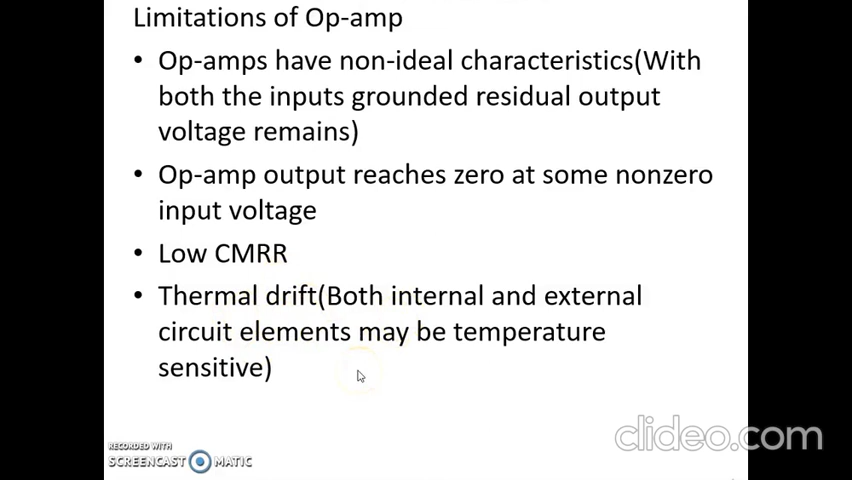 Limitations of Op-amp
• Op-amps have non-ideal characteristics(With
both the inputs grounded residual output
voltage remains)
• Op-amp output reaches zero at some nonzero
input voltage
• Low CMRR
• Thermal drift(Both internal and external
circuit elements may be temperature
sensitive)
RECORDED WITH
SCREENCAST MATIC
clideo.com